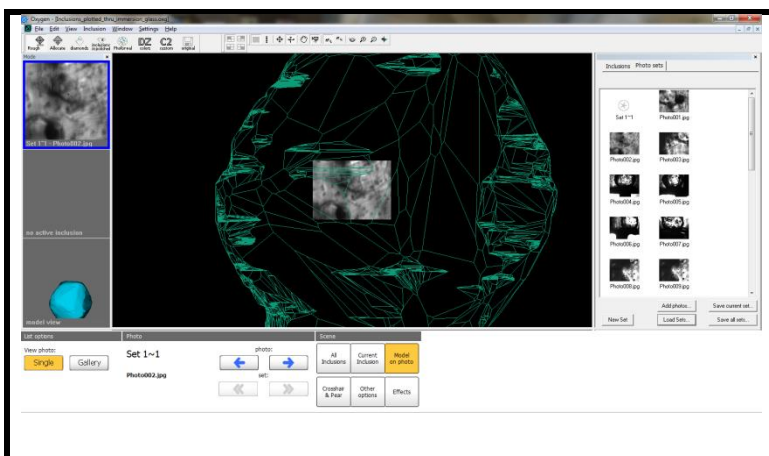 Oxygen - [Inclusions_plotted_thru_immersion_glass.oxg]
File Edit View Inclusion Window Settings Help
Rough Allocate diamonds Photoreal DZ colors C2 custom original
Mode
Inclusions Photo sets
Set 1~1 Photo001.jpg
Photo002.jpg Photo003.jpg
Photo004.jpg Photo005.jpg
Photo006.jpg Photo007.jpg
Photo008.jpg Photo009.jpg
Set 1~1 - Photo002.jpg
no active inclusion
model view
Add photos... Save current set...
New Set Load Sets... Save all sets...
List options Photo Scene
View photo:
Single Gallery
Set 1~1
Photo002.jpg
photo:
set:
All Inclusions
Current Inclusion
Model on photo
Crosshair & Pear
Other options
Effects